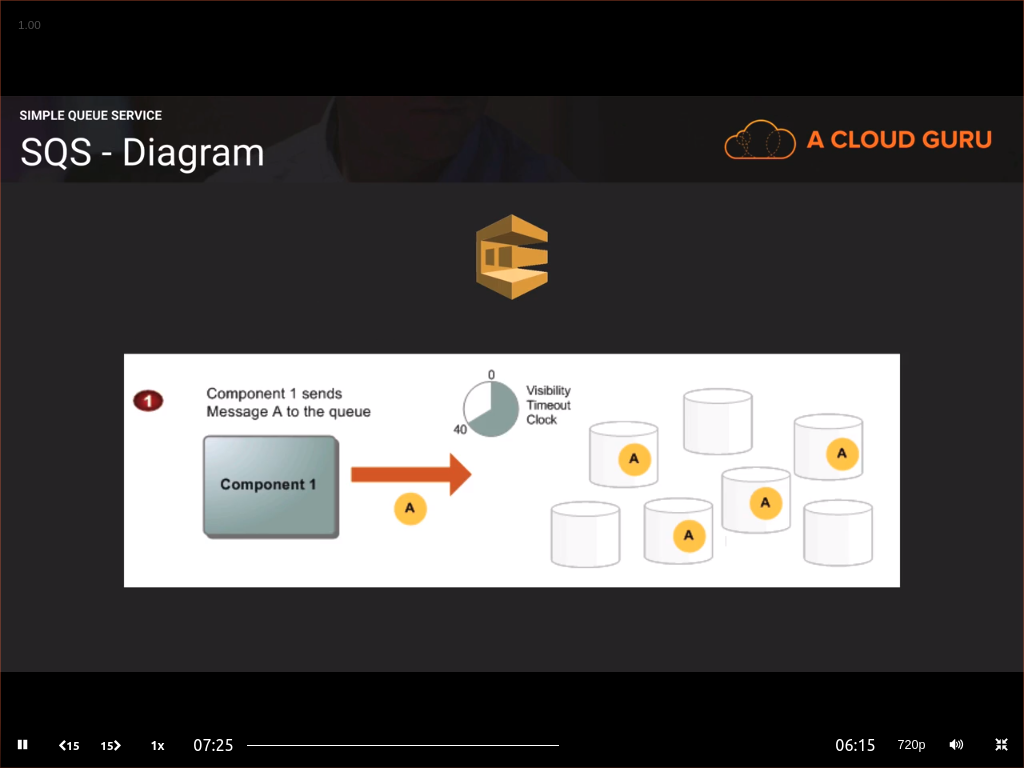 1.00
SIMPLE QUEUE SERVICE
SQS - Diagram
A CLOUD GURU
1
Component 1 sends
Message A to the queue
Component 1
A
0
40
Visibility
Timeout
Clock
A
A
A
A
15
15
1x
07:25
06:15
720p